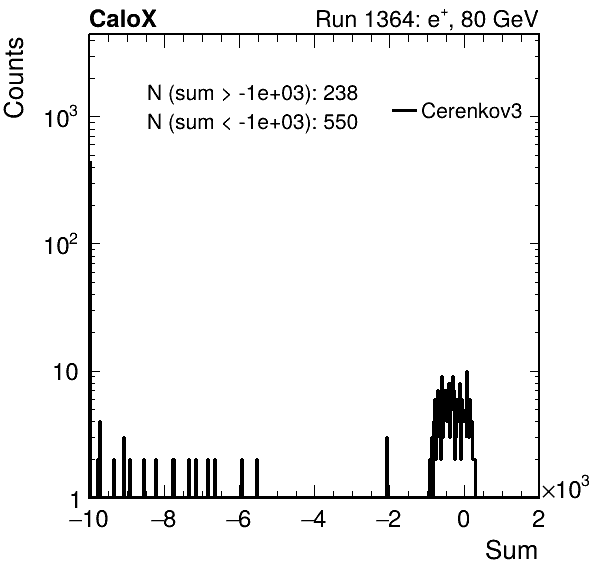 CaloX Run 1364: e⁺, 80 GeV
Counts
N (sum > -1e+03): 238
N (sum < -1e+03): 550
Cerenkov3
10³
10²
10
1
−10 −8 −6 −4 −2 0 2
×10³
Sum